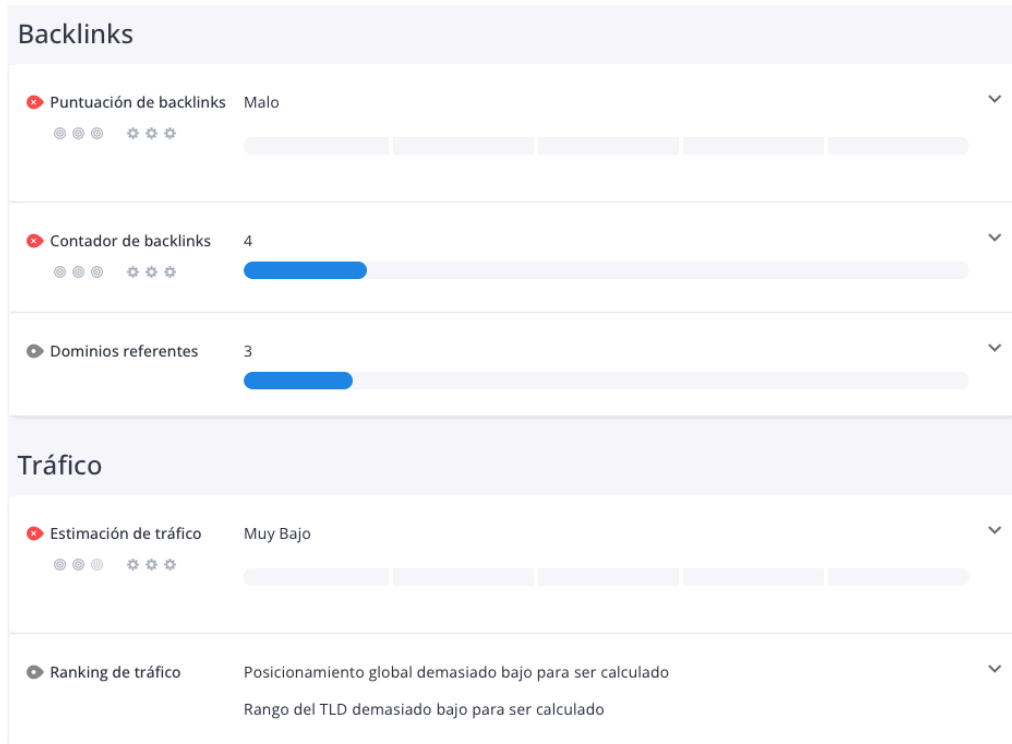 Backlinks
Puntuación de backlinks Malo
Contador de backlinks 4
Dominios referentes 3
Tráfico
Estimación de tráfico Muy Bajo
Ranking de tráfico Posicionamiento global demasiado bajo para ser calculado
Rango del TLD demasiado bajo para ser calculado